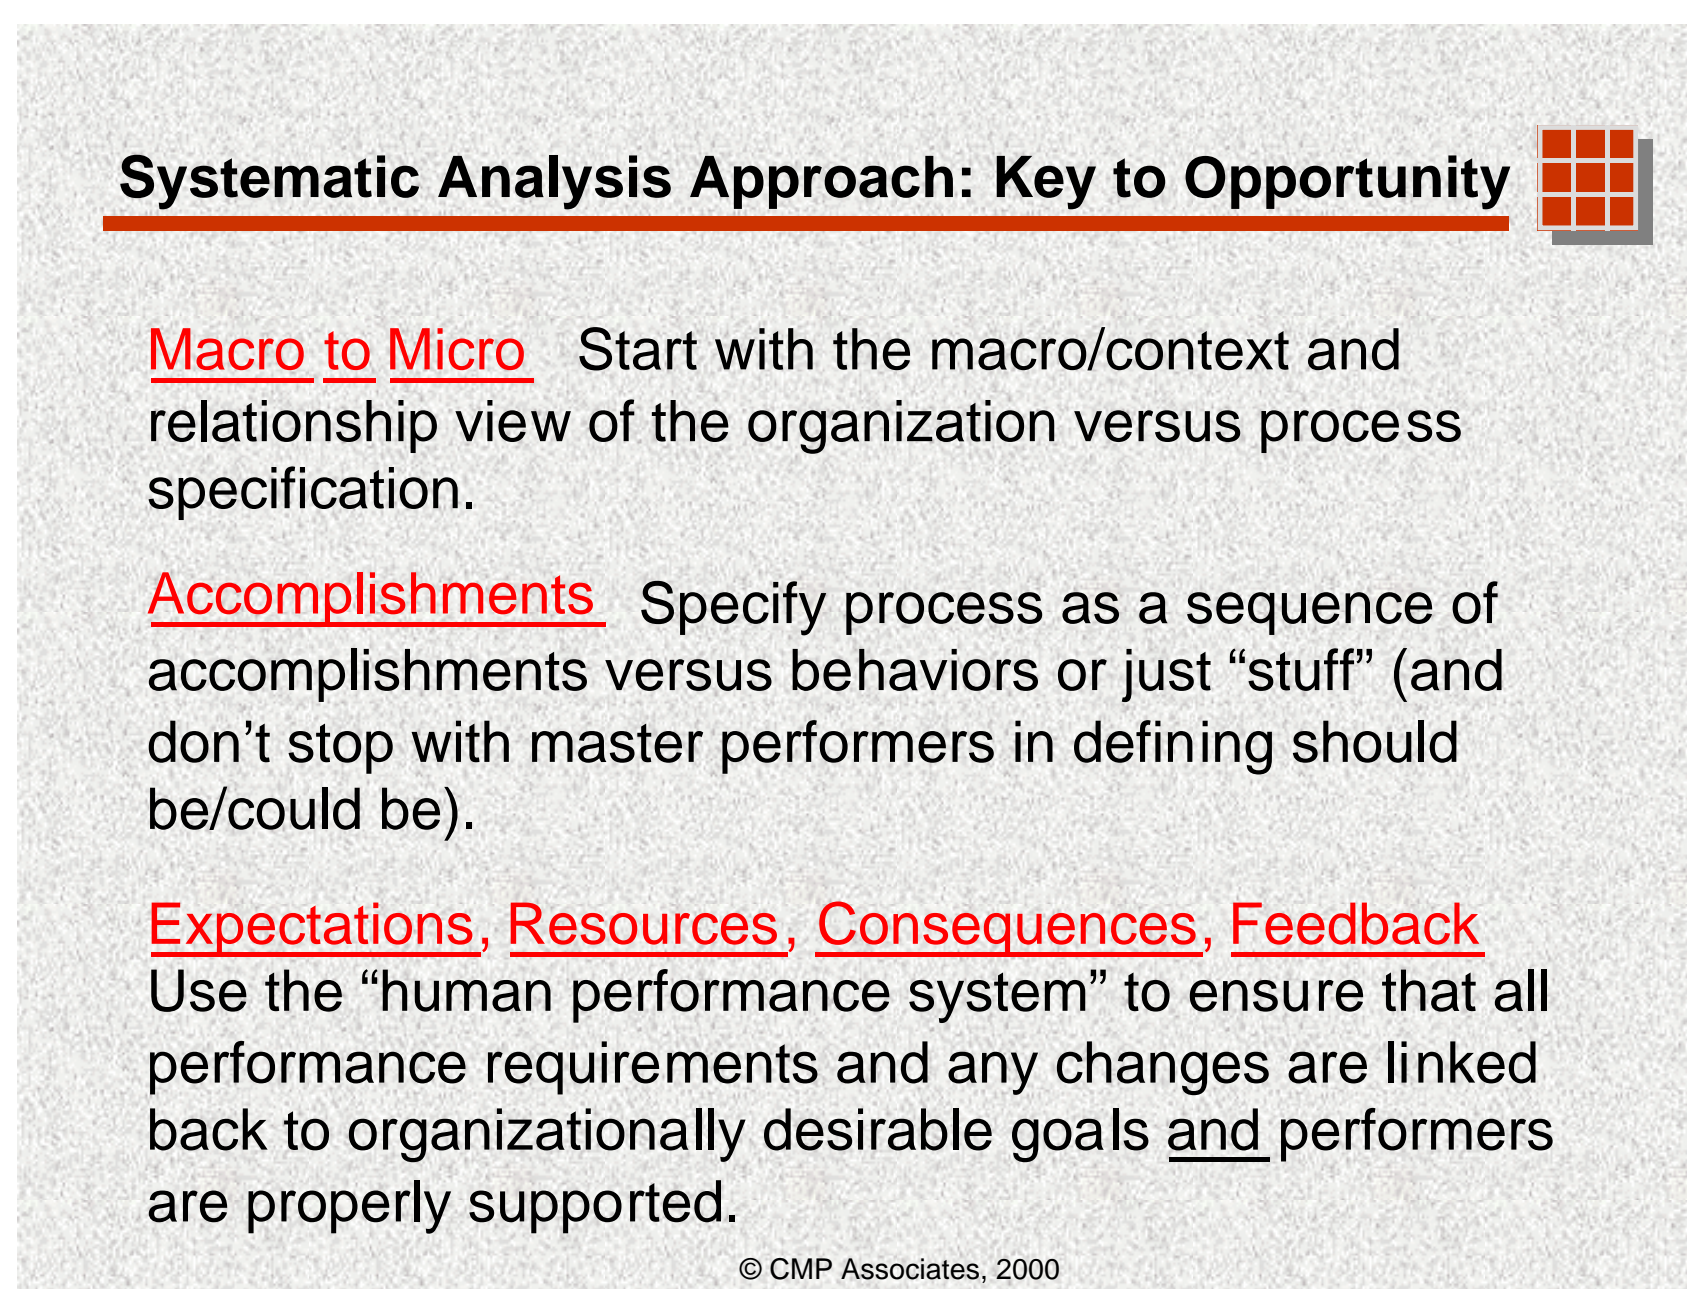 Systematic Analysis Approach: Key to Opportunity
Macro to Micro Start with the macro/context and
relationship view of the organization versus process
specification.
Accomplishments Specify process as a sequence of
accomplishments versus behaviors or just “stuff” (and
don’t stop with master performers in defining should
be/could be).
Expectations, Resources, Consequences, Feedback
Use the “human performance system” to ensure that all
performance requirements and any changes are linked
back to organizationally desirable goals and performers
are properly supported.
© CMP Associates, 2000